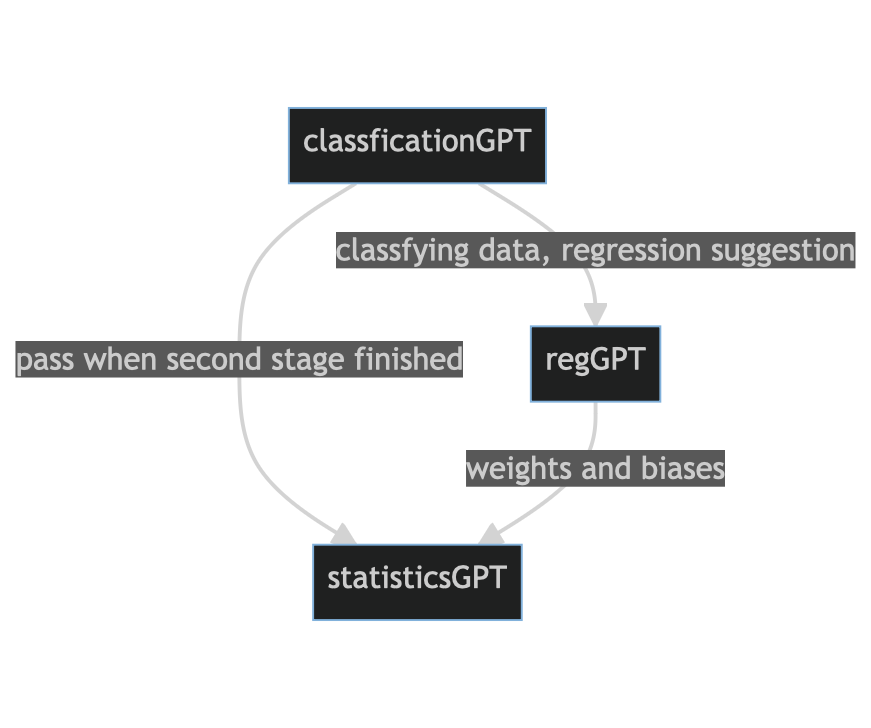 classficationGPT
classfying data, regression suggestion
pass when second stage finished
regGPT
weights and biases
statisticsGPT